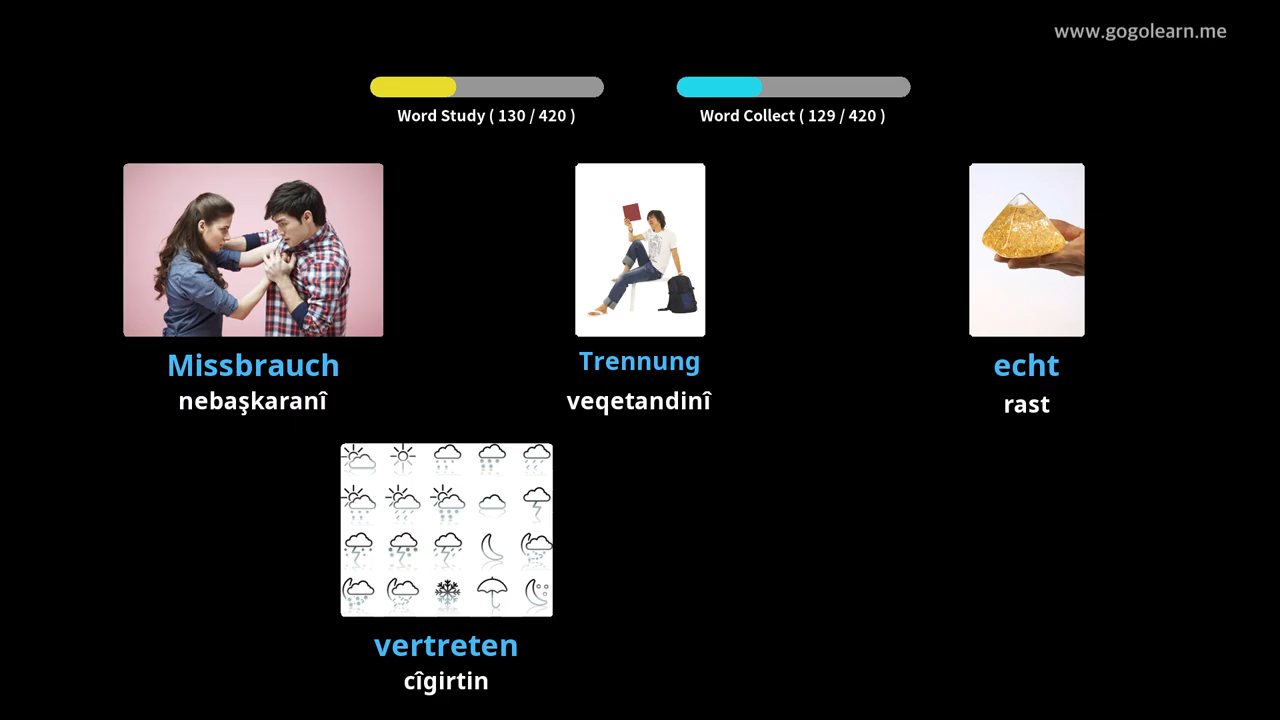 www.gogolearn.me
Word Study ( 130 / 420 )
Word Collect ( 129 / 420 )
Missbrauch
nebaşkaranî
Trennung
veqetandinî
echt
rast
vertreten
cîgirtin